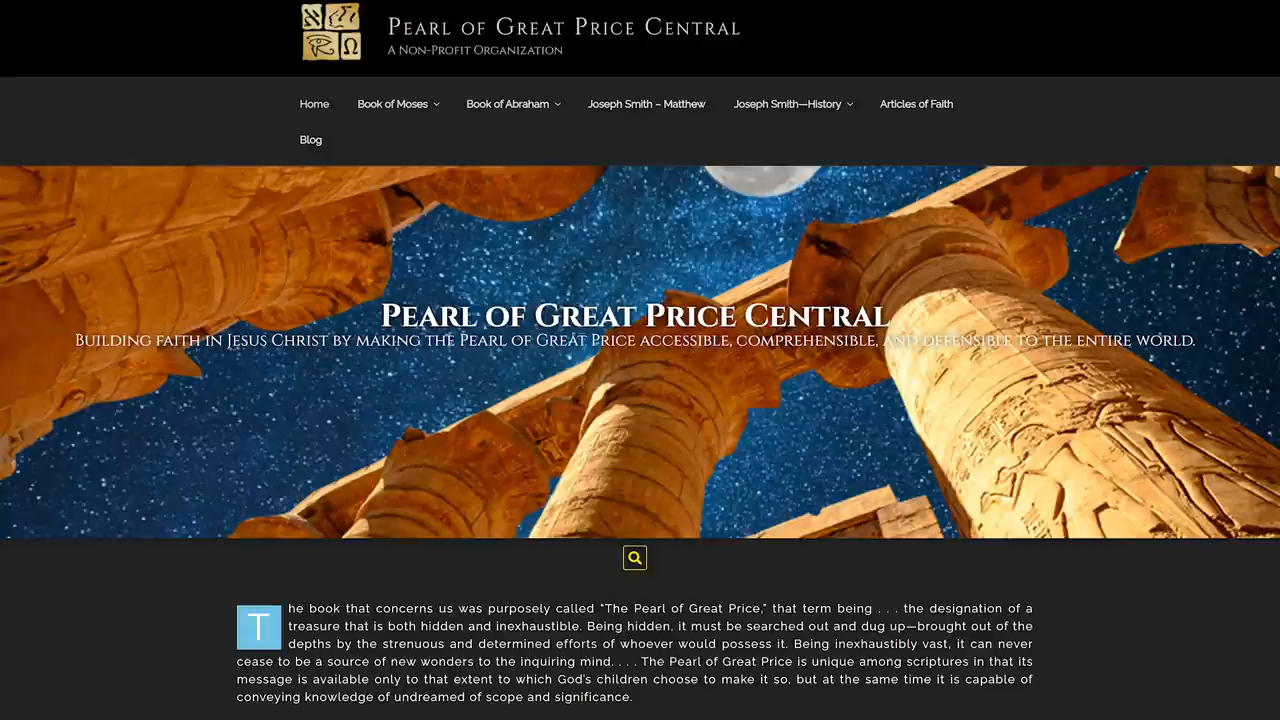 Pearl of Great Price Central
A Non-Profit Organization
Home
Book of Moses
Book of Abraham
Joseph Smith – Matthew
Joseph Smith—History
Articles of Faith
Blog
Pearl of Great Price Central
Building faith in Jesus Christ by making the Pearl of Great Price accessible, comprehensible, and defensible to the entire world.
The book that concerns us was purposely called "The Pearl of Great Price," that term being . . . the designation of a
treasure that is both hidden and inexhaustible. Being hidden, it must be searched out and dug up—brought out of the
depths by the strenuous and determined efforts of whoever would possess it. Being inexhaustibly vast, it can never
cease to be a source of new wonders to the inquiring mind. . . . The Pearl of Great Price is unique among scriptures in that its
message is available only to that extent to which God's children choose to make it so, but at the same time it is capable of
conveying knowledge of undreamed of scope and significance.